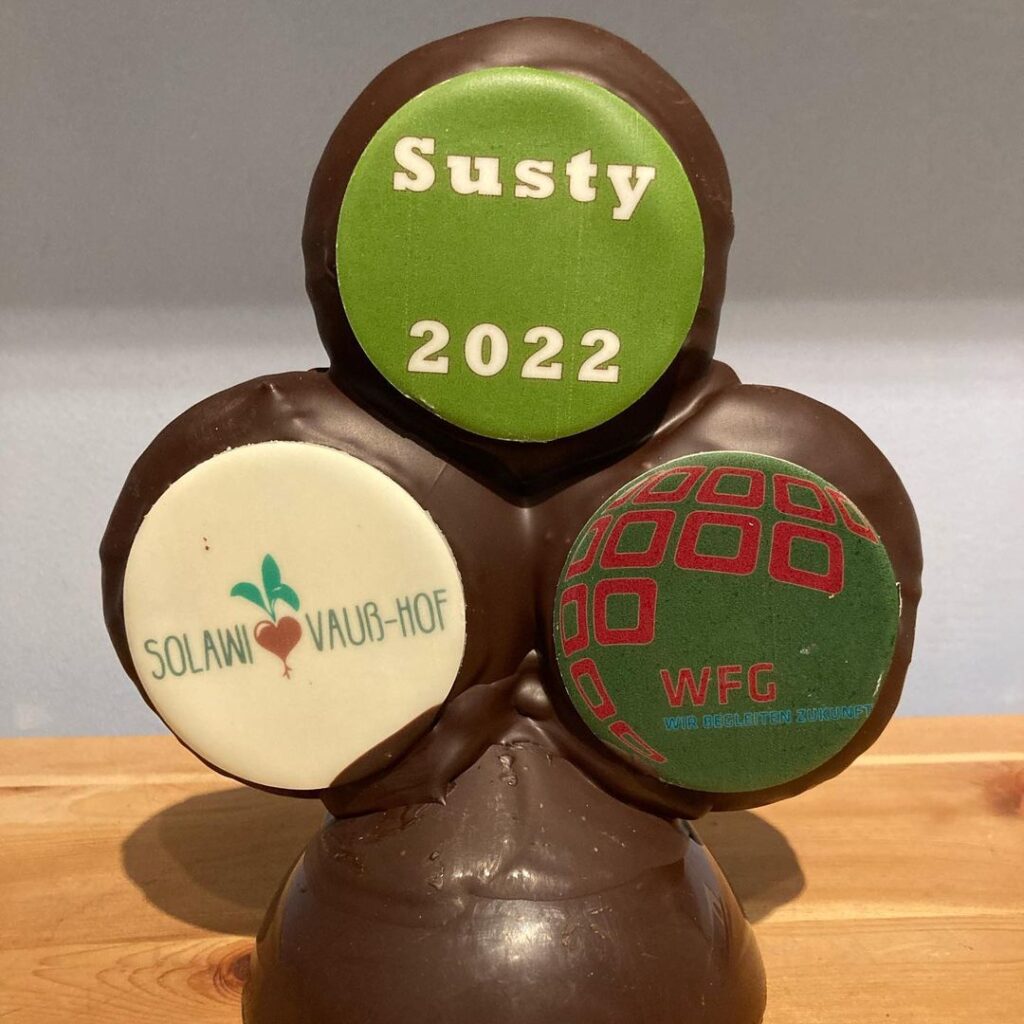 Susty
2022
SOLAWI VAUẞ-HOF
WFG
WIR BEGLEITEN ZUKUNFT